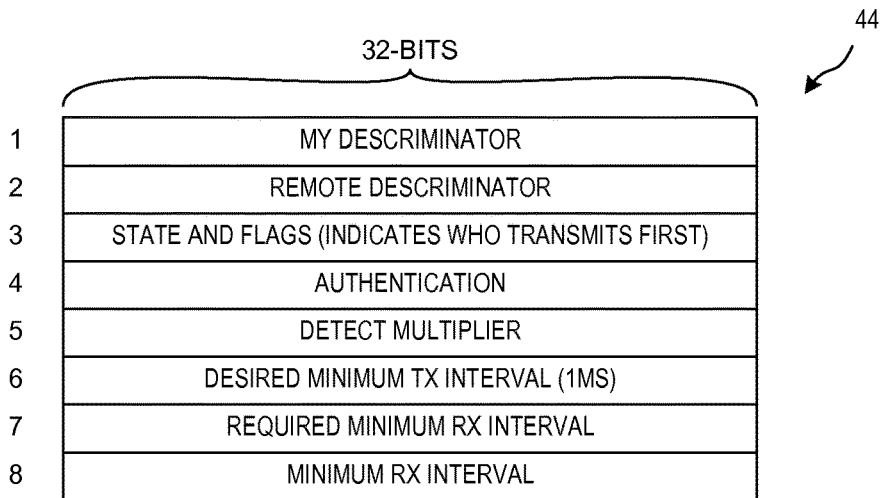 44
32-BITS
1 MY DESCRIMINATOR
2 REMOTE DESCRIMINATOR
3 STATE AND FLAGS (INDICATES WHO TRANSMITS FIRST)
4 AUTHENTICATION
5 DETECT MULTIPLIER
6 DESIRED MINIMUM TX INTERVAL (1MS)
7 REQUIRED MINIMUM RX INTERVAL
8 MINIMUM RX INTERVAL